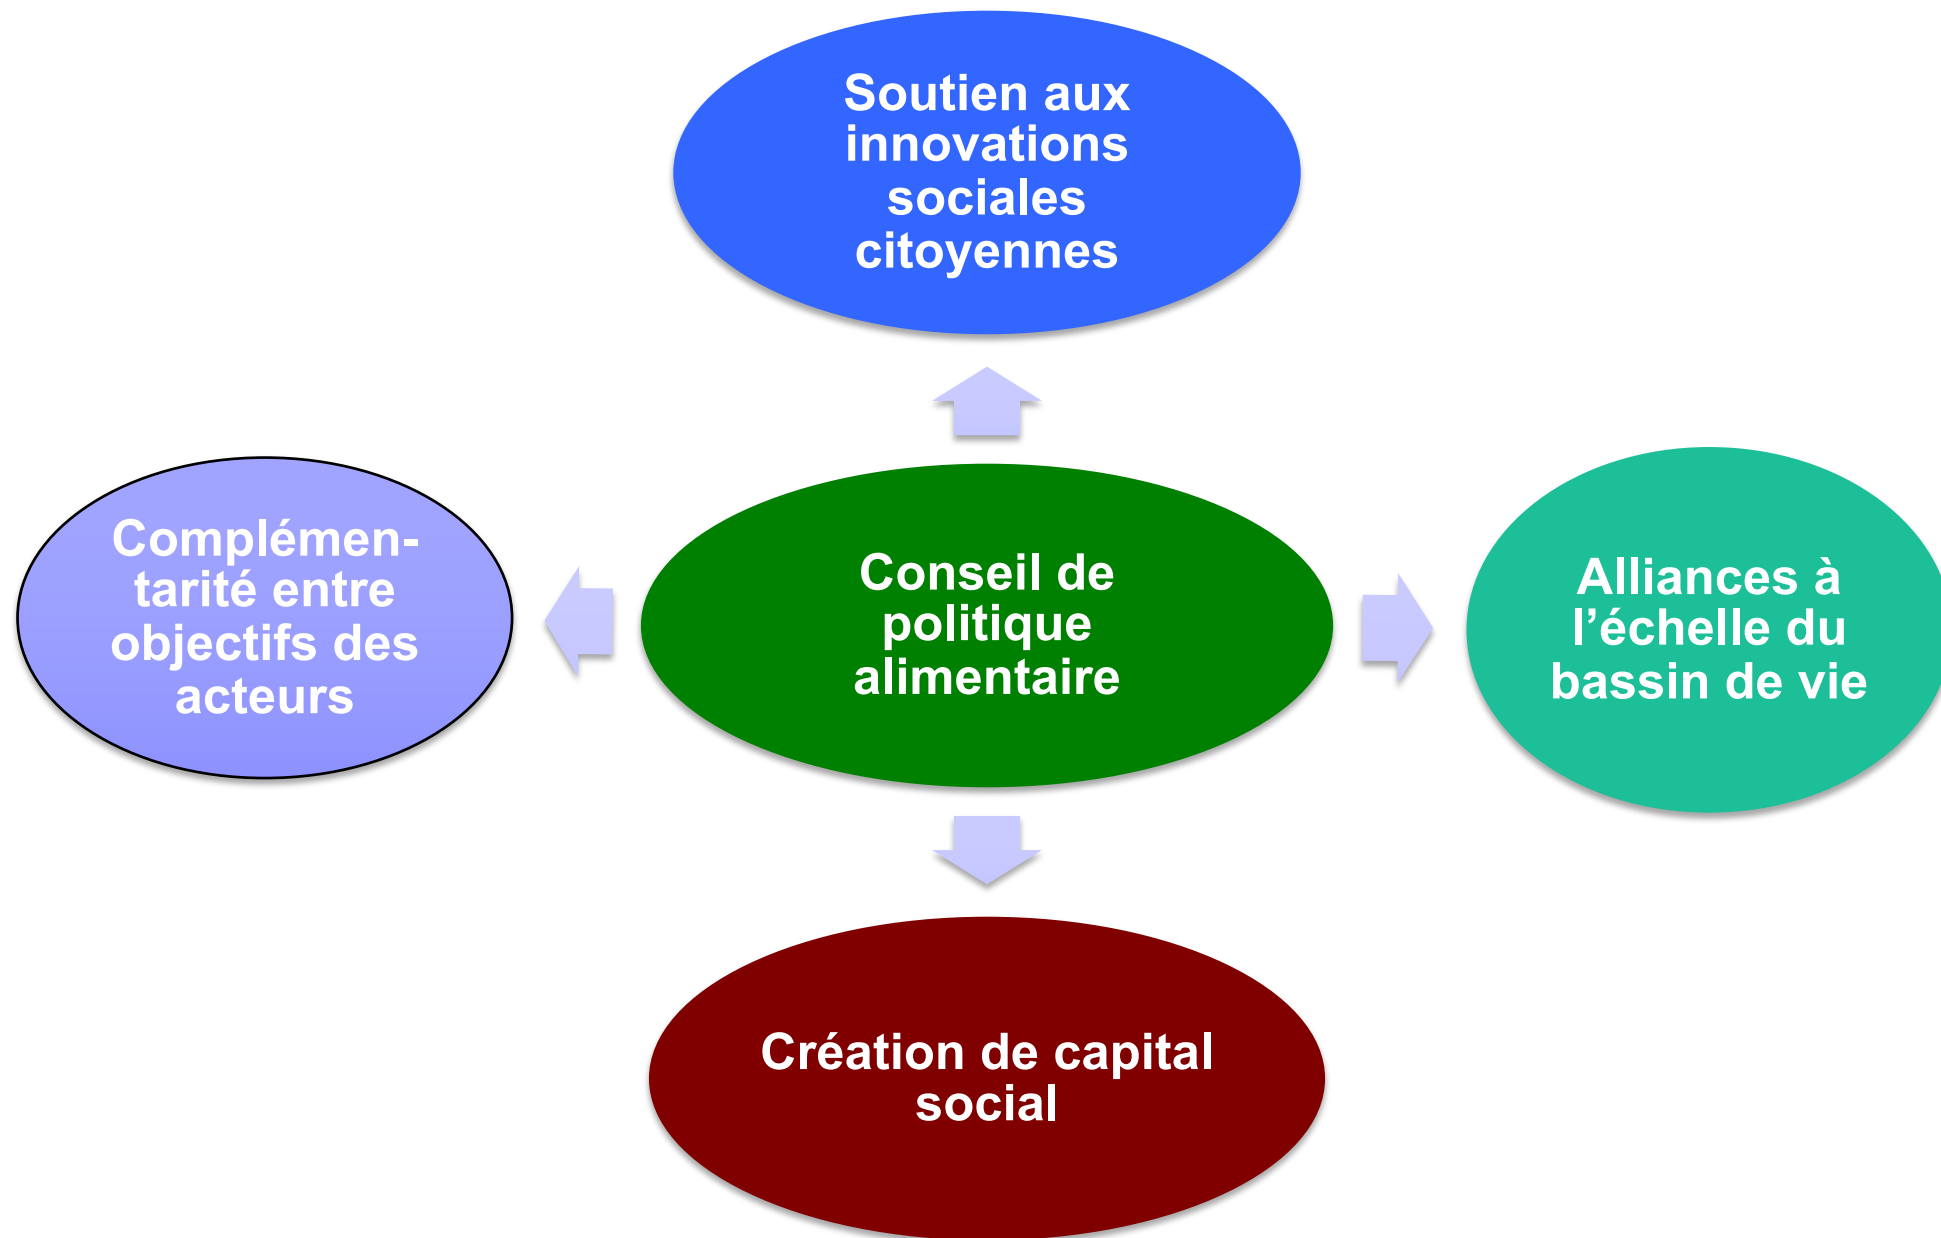 Soutien aux
innovations
sociales
citoyennes
Complémen-
tarité entre
objectifs des
acteurs
Conseil de
politique
alimentaire
Alliances à
l’échelle du
bassin de vie
Création de capital
social